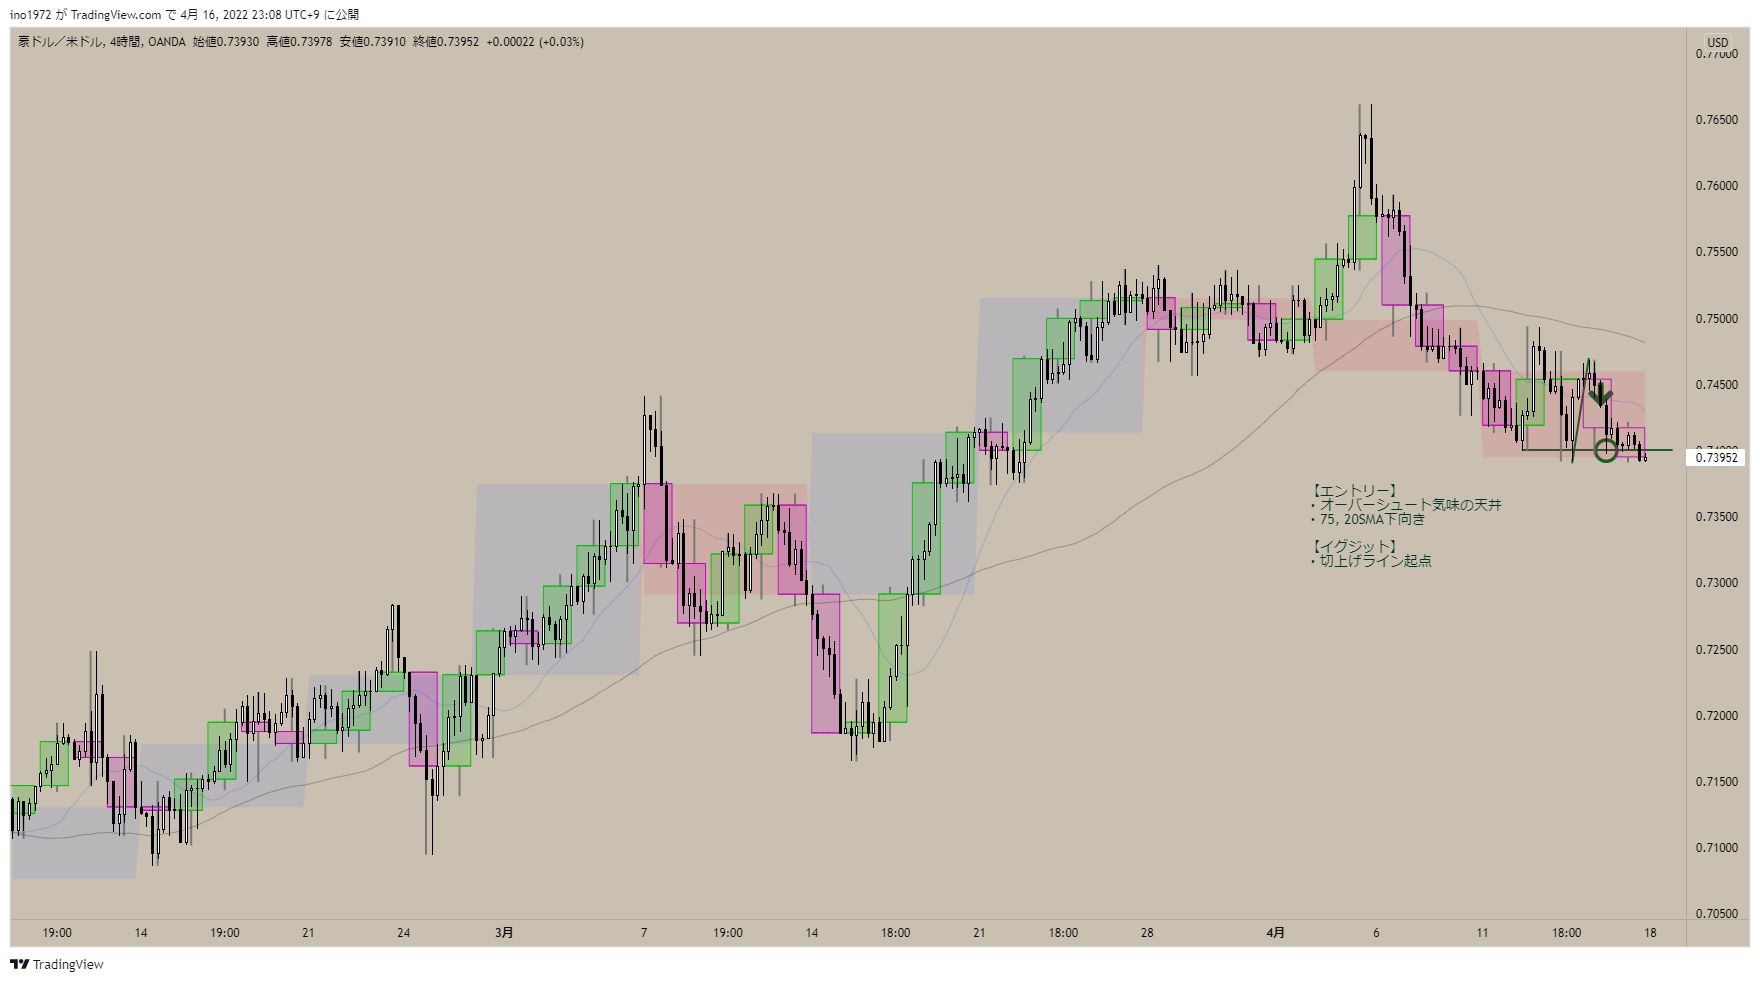 ino1972 が TradingView.com で 4月 16, 2022 23:08 UTC+9 に公開
豪ドル／米ドル, 4時間, OANDA 始値0.73930 高値0.73978 安値0.73910 終値0.73952 +0.00022 (+0.03%)
USD
0.77000
0.76500
0.76000
0.75500
0.75000
0.74500
0.74000
0.73952
0.73500
0.73000
0.72500
0.72000
0.71500
0.71000
0.70500
【エントリー】
・オーバーシュート気味の天井
・75, 20SMA下向き
【イグジット】
・切上げライン起点
19:00 14 19:00 21 24 3月 7 19:00 14 18:00 21 18:00 28 4月 6 11 18:00 18
TradingView